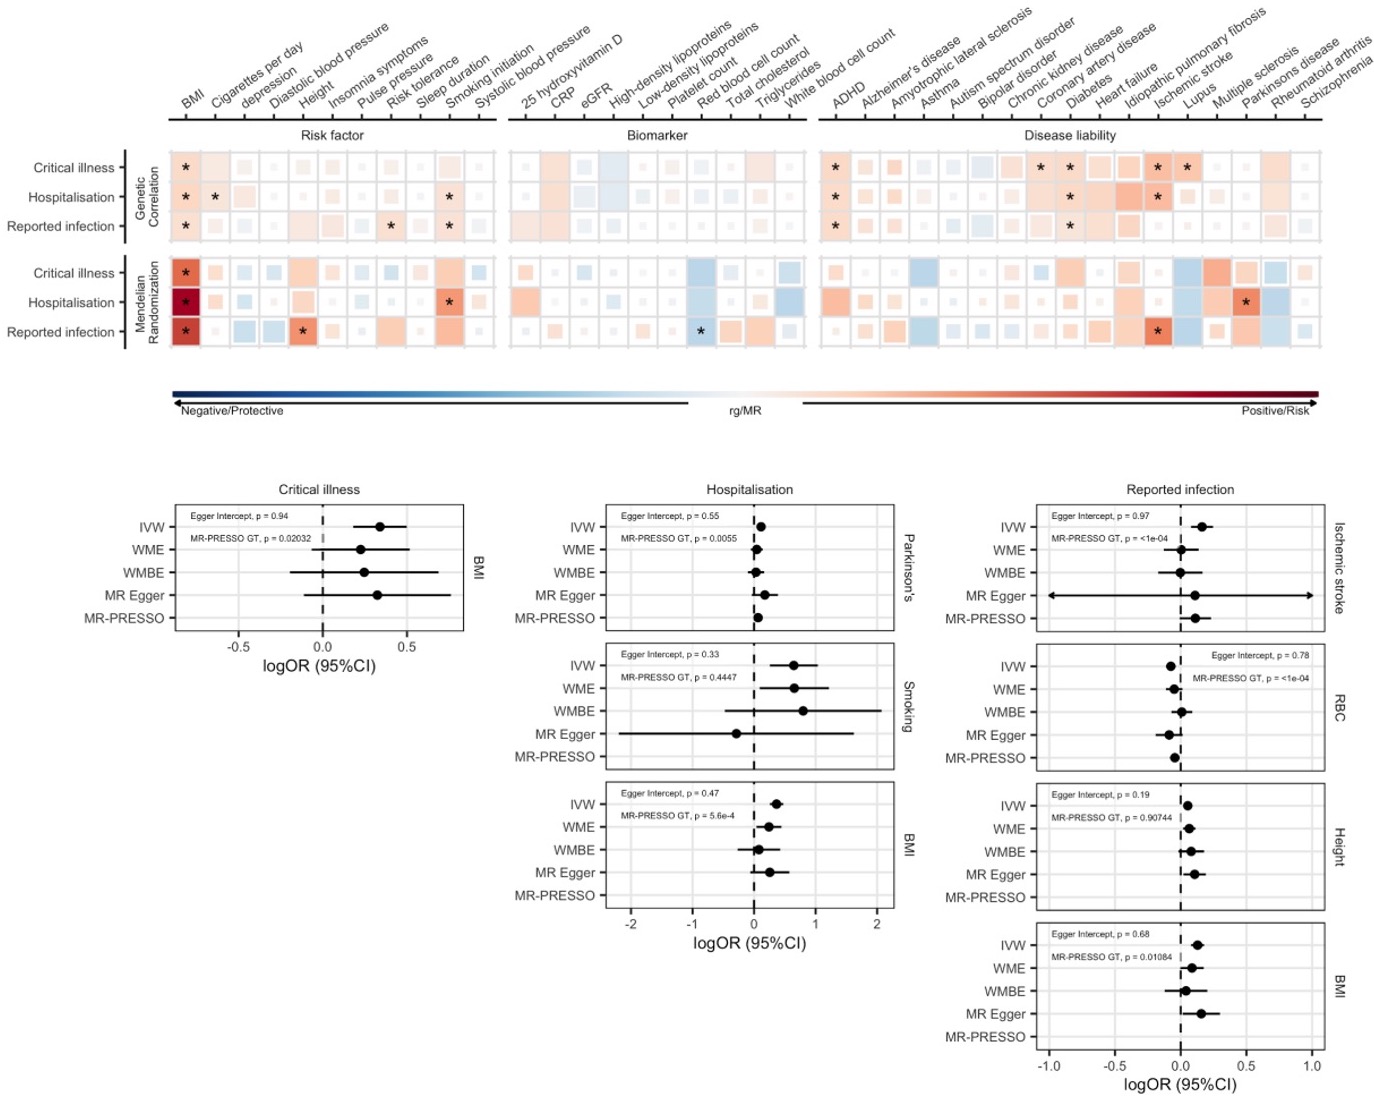 BMI
Cigarettes per day
depression
Diastolic blood pressure
Height
Insomnia symptoms
Pulse pressure
Risk tolerance
Sleep duration
Smoking initiation
Systolic blood pressure
25 hydroxyvitamin D
CRP
eGFR
High-density lipoproteins
Low-density lipoproteins
Platelet count
Red blood cell count
Total cholesterol
Triglycerides
White blood cell count
ADHD
Alzheimer's disease
Amyotrophic lateral sclerosis
Asthma
Autism spectrum disorder
Bipolar disorder
Chronic kidney disease
Coronary artery disease
Diabetes
Heart failure
Idiopathic pulmonary fibrosis
Ischemic stroke
Lupus
Multiple sclerosis
Parkinsons disease
Rheumatoid arthritis
Schizophrenia
Risk factor
Biomarker
Disease liability
Critical illness
Hospitalisation
Reported infection
Genetic
Correlation
* * * * * *
* * * * * *
* * * * *
Critical illness
Hospitalisation
Reported infection
Mendelian
Randomization
*
* * *
* * * *
Negative/Protective
rg/MR
Positive/Risk
Critical illness
Egger Intercept, p = 0.94
MR-PRESSO GT, p = 0.02032
IVW
WME
WMBE
MR Egger
MR-PRESSO
BMI
-0.5 0.0 0.5
logOR (95%CI)
Hospitalisation
Egger Intercept, p = 0.55
MR-PRESSO GT, p = 0.0055
IVW
WME
WMBE
MR Egger
MR-PRESSO
Parkinson's
Egger Intercept, p = 0.33
MR-PRESSO GT, p = 0.4447
IVW
WME
WMBE
MR Egger
MR-PRESSO
Smoking
Egger Intercept, p = 0.47
MR-PRESSO GT, p = 5.6e-4
IVW
WME
WMBE
MR Egger
MR-PRESSO
BMI
-2 -1 0 1 2
logOR (95%CI)
Reported infection
Egger Intercept, p = 0.97
MR-PRESSO GT, p = <1e-04
IVW
WME
WMBE
MR Egger
MR-PRESSO
Ischemic stroke
Egger Intercept, p = 0.78
MR-PRESSO GT, p = <1e-04
IVW
WME
WMBE
MR Egger
MR-PRESSO
RBC
Egger Intercept, p = 0.19
MR-PRESSO GT, p = 0.90744
IVW
WME
WMBE
MR Egger
MR-PRESSO
Height
Egger Intercept, p = 0.68
MR-PRESSO GT, p = 0.01084
IVW
WME
WMBE
MR Egger
MR-PRESSO
BMI
-1.0 -0.5 0.0 0.5 1.0
logOR (95%CI)